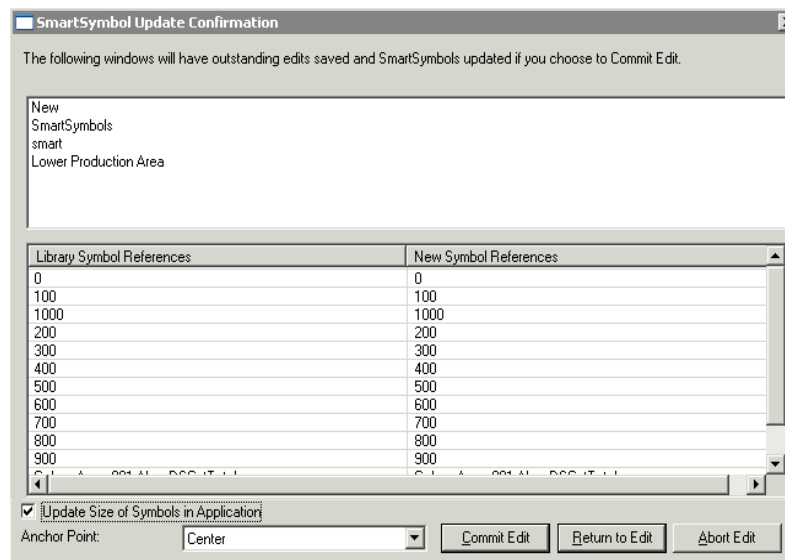 SmartSymbol Update Confirmation
The following windows will have outstanding edits saved and SmartSymbols updated if you choose to Commit Edit.
New
SmartSymbols
smart
Lower Production Area
Library Symbol References New Symbol References
0 0
100 100
1000 1000
200 200
300 300
400 400
500 500
600 600
700 700
800 800
900 900
Update Size of Symbols in Application
Anchor Point: Center Commit Edit Return to Edit Abort Edit